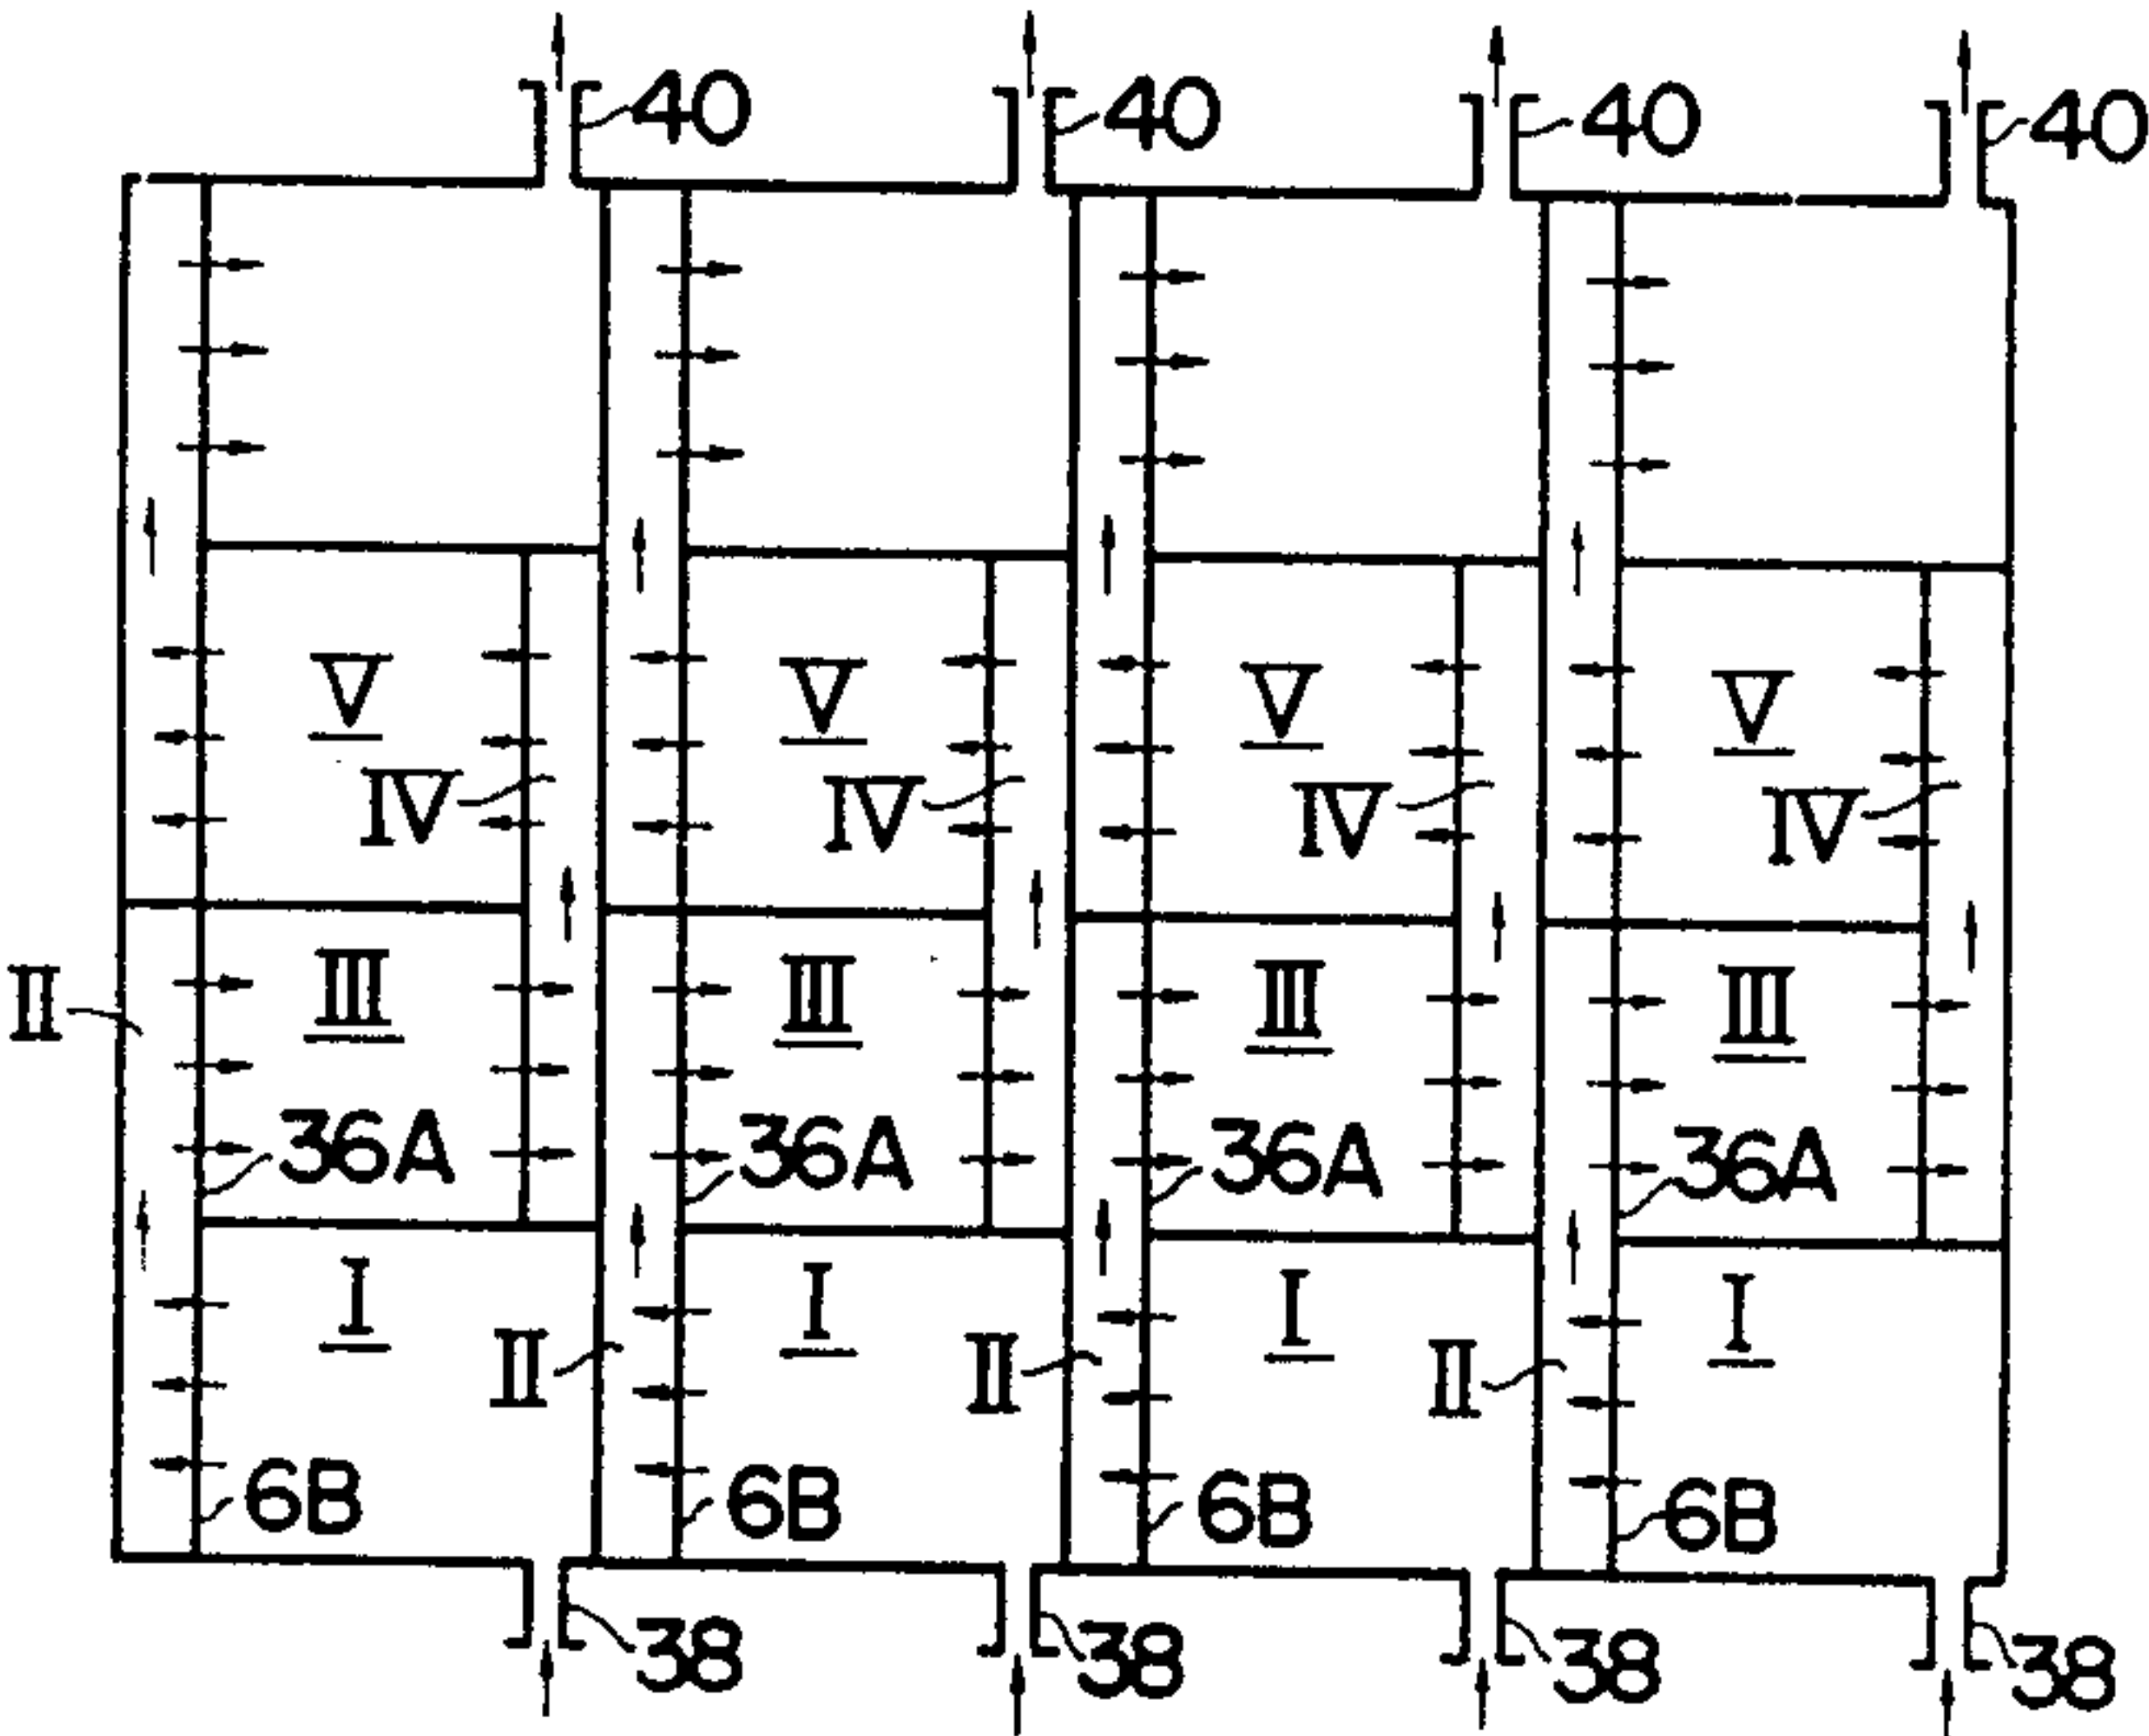 40 40 40 40
V V V V
IV IV IV IV
II III III III III
36A 36A 36A 36A
I I I I
II II II
6B 6B 6B 6B
38 38 38 38